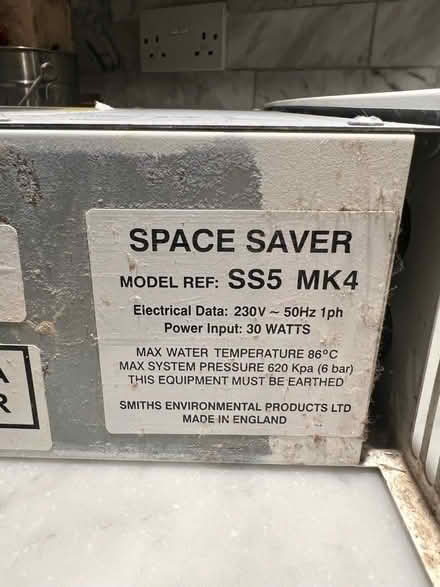 SPACE SAVER
MODEL REF: SS5 MK4
Electrical Data: 230V ~ 50Hz 1ph
Power Input: 30 WATTS
MAX WATER TEMPERATURE 86ºC
MAX SYSTEM PRESSURE 620 Kpa (6 bar)
THIS EQUIPMENT MUST BE EARTHED
SMITHS ENVIRONMENTAL PRODUCTS LTD
MADE IN ENGLAND
A
R